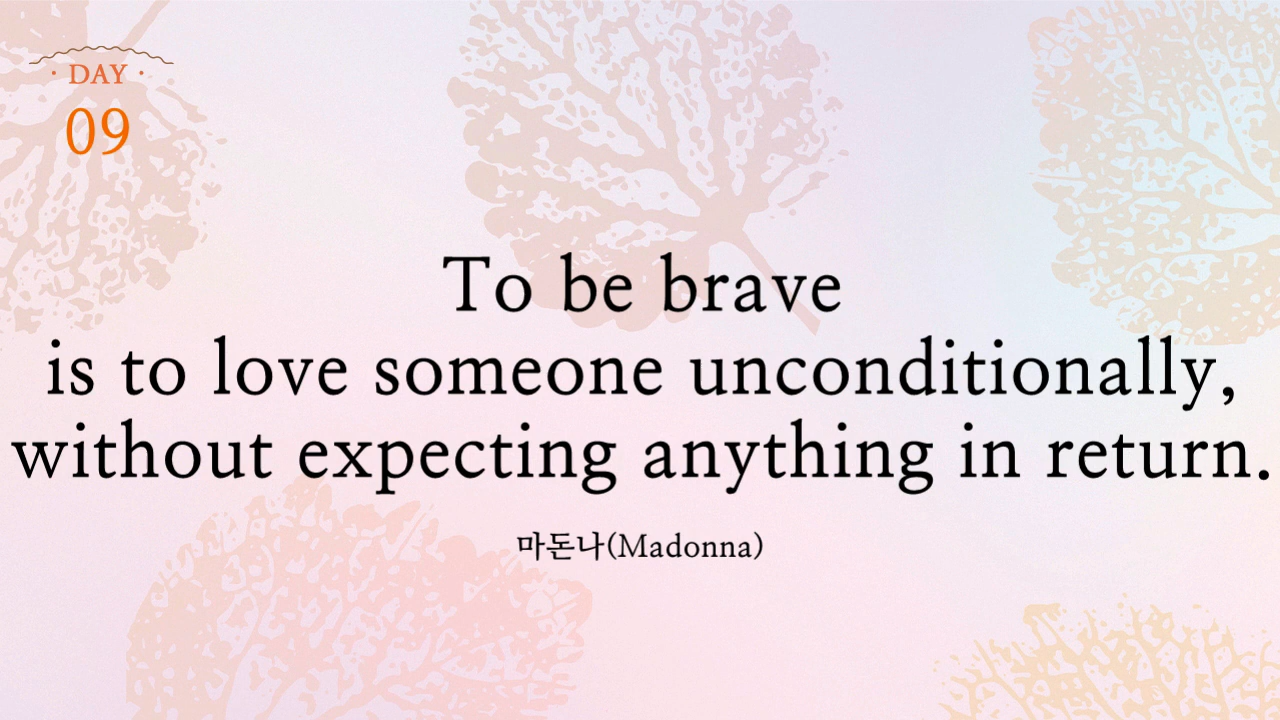 · DAY ·
09
To be brave
is to love someone unconditionally,
without expecting anything in return.
마돈나(Madonna)